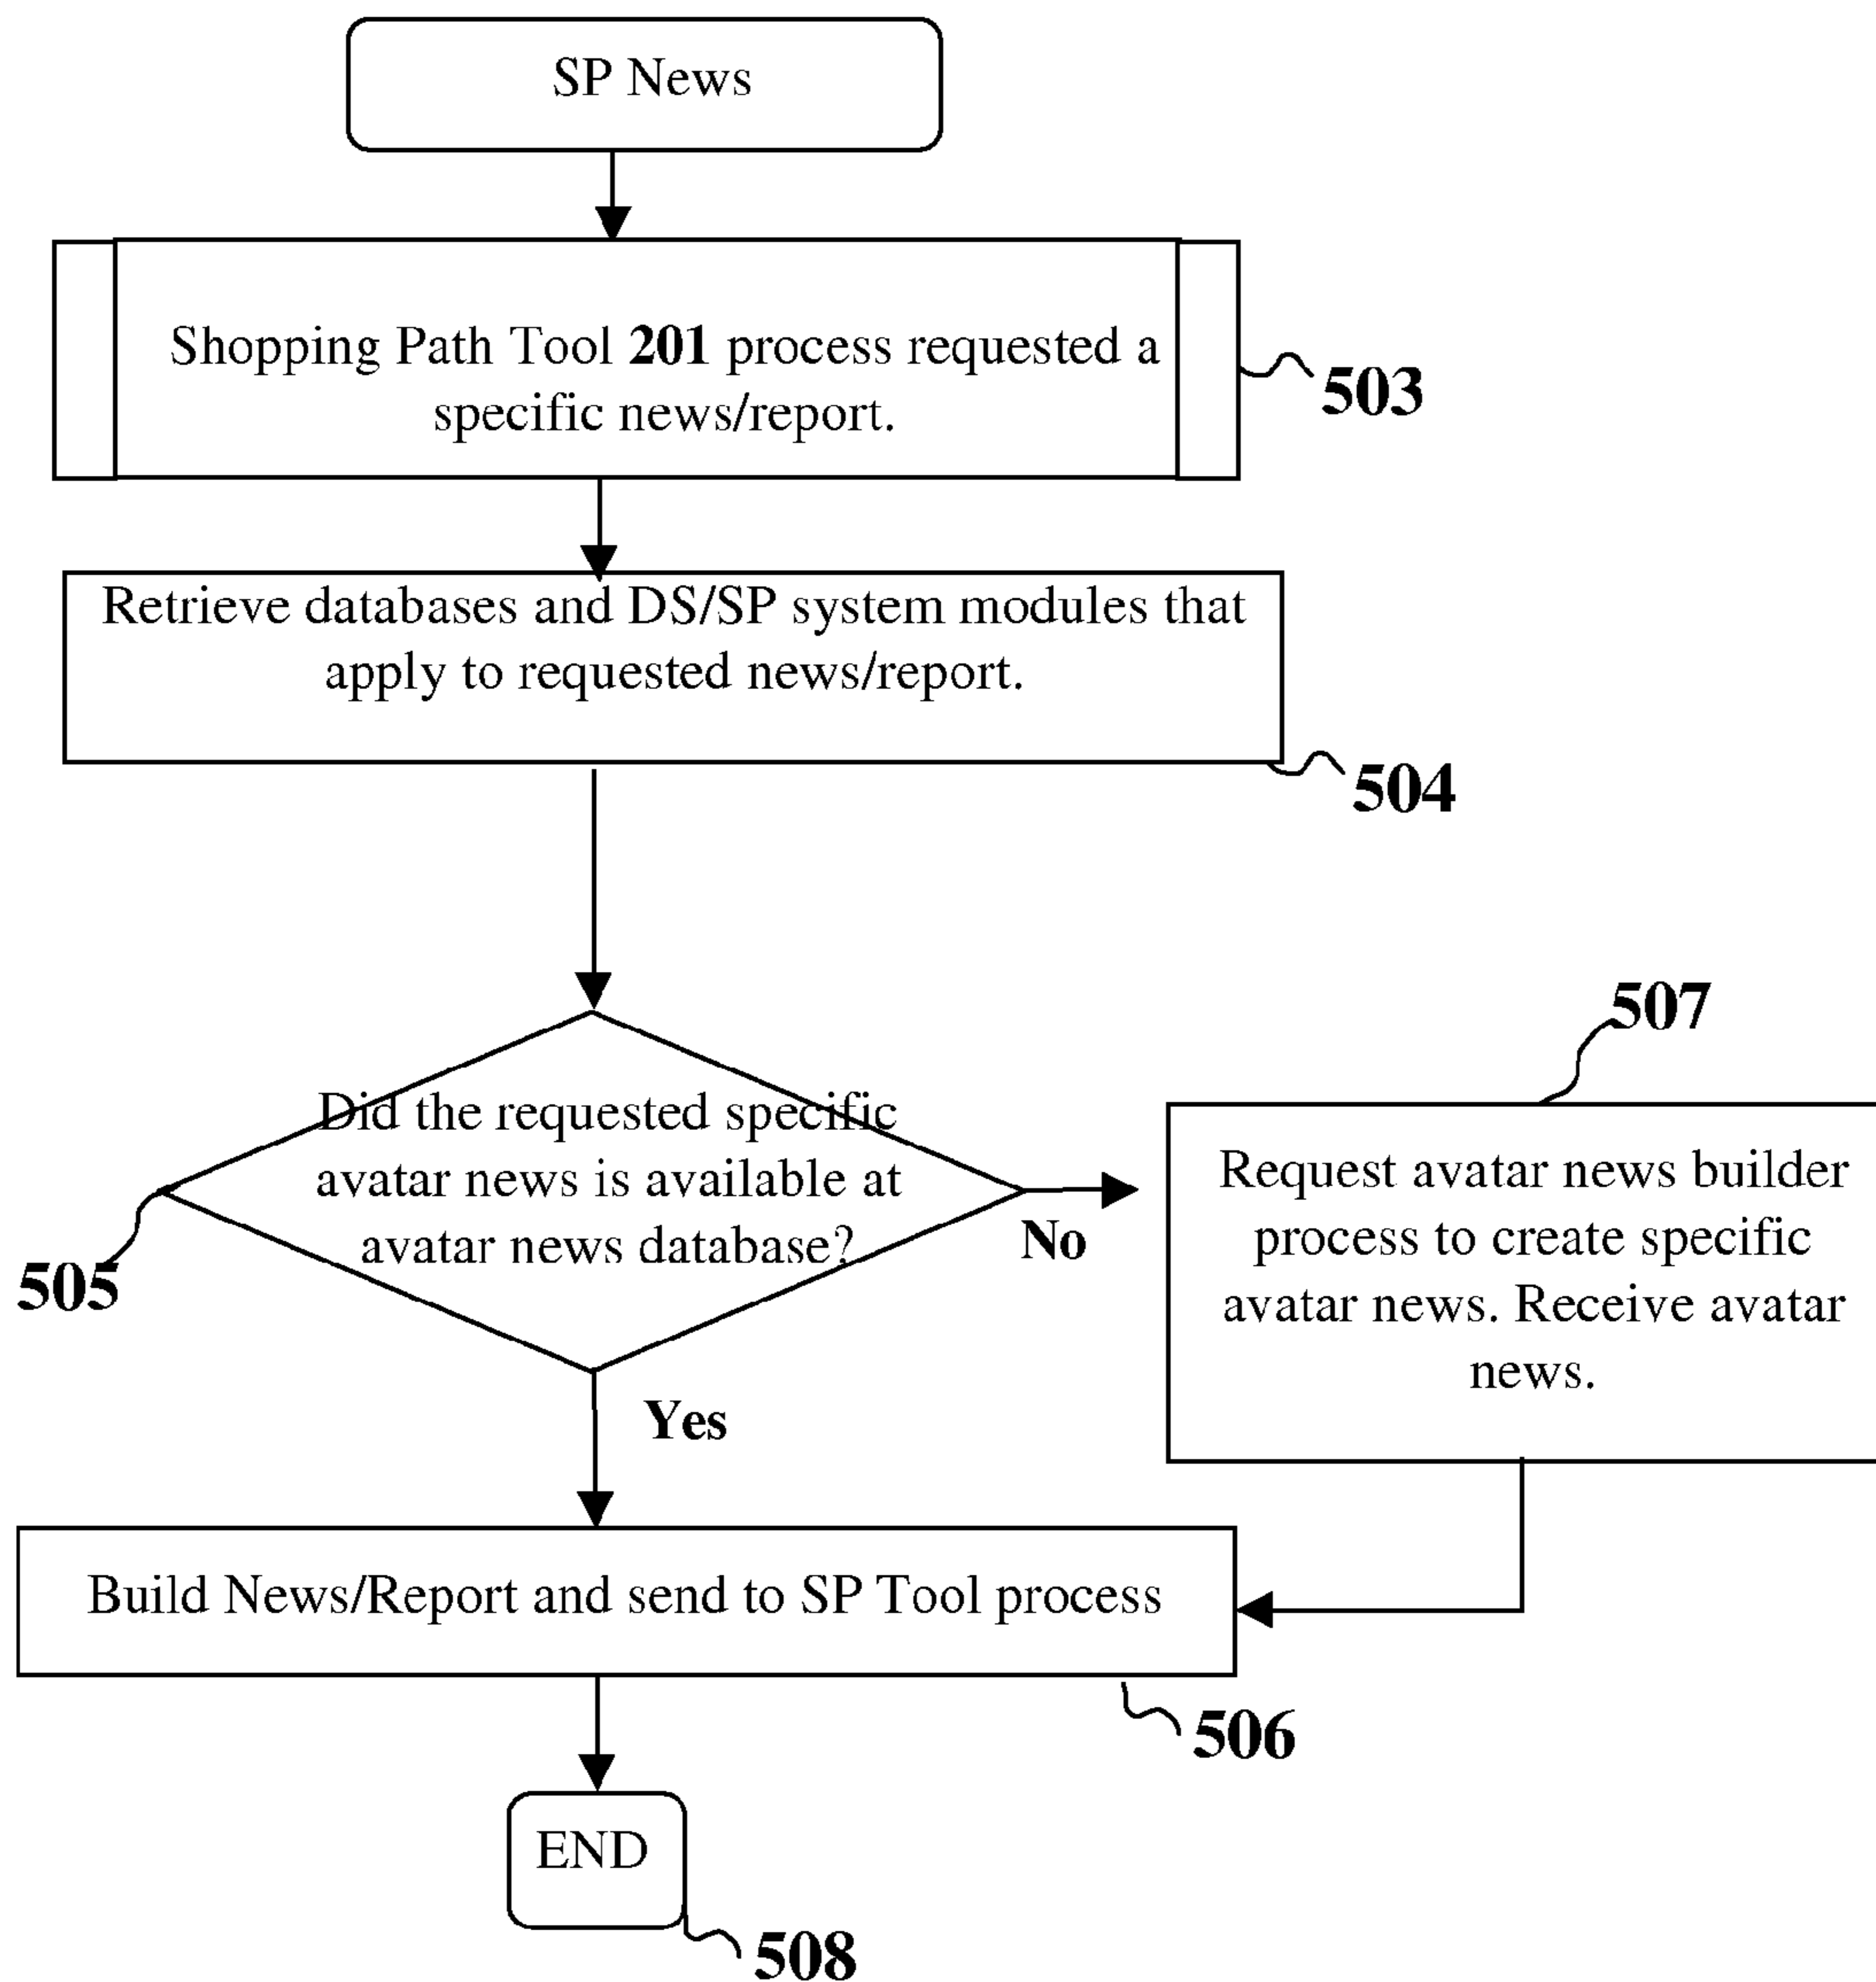 SP News
Shopping Path Tool 201 process requested a
specific news/report.
503
Retrieve databases and DS/SP system modules that
apply to requested news/report.
504
Did the requested specific
avatar news is available at
avatar news database?
505
No
507
Request avatar news builder
process to create specific
avatar news. Receive avatar
news.
Yes
Build News/Report and send to SP Tool process
506
END
508